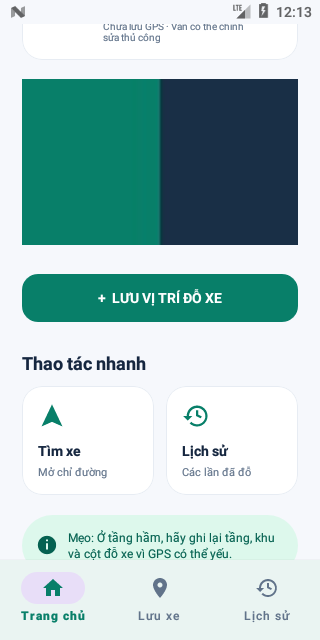 12:13
LTE
Chưa lưu GPS · Vẫn có thể chỉnh
sửa thủ công
+ LƯU VỊ TRÍ ĐỖ XE
Thao tác nhanh
Tìm xe
Mở chỉ đường
Lịch sử
Các lần đã đỗ
Mẹo: Ở tầng hầm, hãy ghi lại tầng, khu
và cột đỗ xe vì GPS có thể yếu.
Trang chủ
Lưu xe
Lịch sử